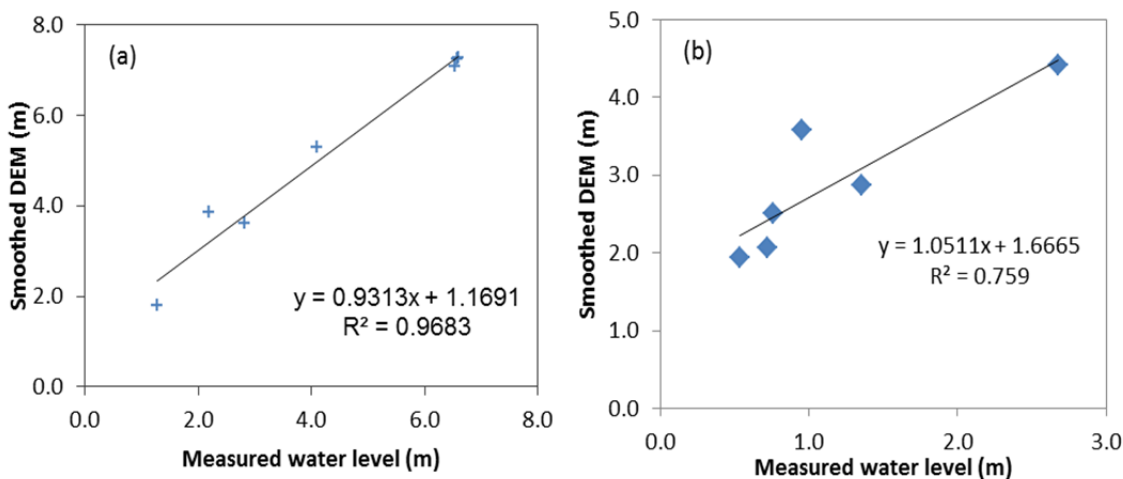 (a)
Smoothed DEM (m)
8.0
6.0
4.0
2.0
0.0
y = 0.9313x + 1.1691
R² = 0.9683
0.0 2.0 4.0 6.0 8.0
Measured water level (m)
(b)
Smoothed DEM (m)
5.0
4.0
3.0
2.0
1.0
0.0
y = 1.0511x + 1.6665
R² = 0.759
0.0 1.0 2.0 3.0
Measured water level (m)